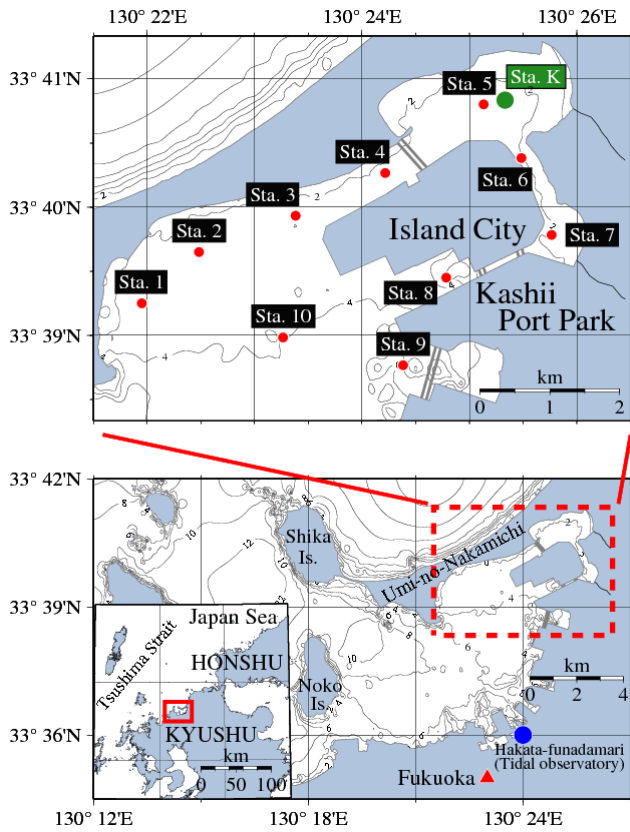 130° 22'E
130° 24'E
130° 26'E
33° 41'N
33° 40'N
33° 39'N
Sta. K
Sta. 5
Sta. 4
Sta. 6
Sta. 3
Sta. 2
Island City
Sta. 7
Sta. 1
Sta. 8
Kashii
Port Park
Sta. 10
Sta. 9
km
0 1 2
33° 42'N
33° 39'N
33° 36'N
Shika
Is.
Umi-no-Nakamichi
Noko
Is.
Japan Sea
Tsushima Strait
HONSHU
KYUSHU
km
0 50 100
km
0 2 4
Hakata-funadamari
(Tidal observatory)
Fukuoka
130° 12'E
130° 18'E
130° 24'E